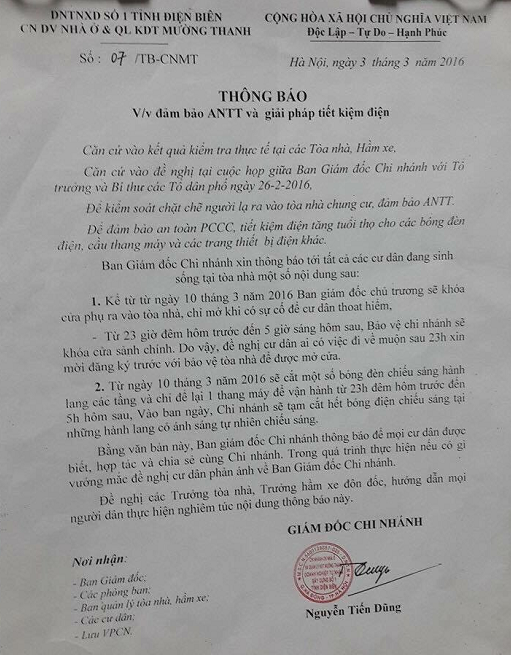 DNTNXD SỐ 1 TỈNH ĐIỆN BIÊN
CN DV NHÀ Ở & QL KDT MƯỜNG THANH
Số : 07 /TB-CNMT
CỘNG HÒA XÃ HỘI CHỦ NGHĨA VIỆT NAM
Độc Lập – Tự Do – Hạnh Phúc
Hà Nội, ngày 3 tháng 3 năm 2016
THÔNG BÁO
V/v đảm bảo ANTT và giải pháp tiết kiệm điện
Căn cứ vào kết quả kiểm tra thực tế tại các Tòa nhà, Hầm xe,
Căn cứ vào đề nghị tại cuộc họp giữa Ban Giám đốc Chi nhánh với Tổ
trưởng và Bí thư các Tổ dân phố ngày 26-2-2016,
Để kiểm soát chặt chẽ người lạ ra vào tòa nhà chung cư, đảm bảo ANTT.
Để đảm bảo an toàn PCCC, tiết kiệm điện tăng tuổi thọ cho các bóng đèn
điện, cầu thang máy và các trang thiết bị điện khác.
Ban Giám đốc Chi nhánh xin thông báo tới tất cả các cư dân đang sinh
sống tại tòa nhà một số nội dung sau:
1. Kể từ từ ngày 10 tháng 3 năm 2016 Ban giám đốc chủ trương sẽ khóa
cửa phụ ra vào tòa nhà, chỉ mở khi có sự cố để cư dân thoát hiểm,
- Từ 23 giờ đêm hôm trước đến 5 giờ sáng hôm sau, Bảo vệ chi nhánh sẽ
khóa cửa sảnh chính. Do vậy, đề nghị cư dân ai có việc đi về muộn sau 23h xin
mời đăng ký trước với bảo vệ tòa nhà để được mở cửa.
2. Từ ngày 10 tháng 3 năm 2016 sẽ cắt một số bóng đèn chiếu sáng hành
lang các tầng và chỉ để lại 1 thang máy để vận hành từ 23h đêm hôm trước đến
5h hôm sau, Vào ban ngày, Chi nhánh sẽ tạm cắt hết bóng điện chiếu sáng tại
những hành lang có ánh sáng tự nhiên chiếu sáng.
Bằng văn bản này, Ban giám đốc Chi nhánh thông báo để mọi cư dân được
biết, hợp tác và chia sẻ cùng Chi nhánh. Trong quá trình thực hiện nếu có gì
vướng mắc đề nghị cư dân phản ánh về Ban Giám đốc Chi nhánh.
Đề nghị các Trưởng tòa nhà, Trưởng hầm xe đôn đốc, hướng dẫn mọi
người dân thực hiện nghiêm túc nội dung thông báo này.
GIÁM ĐỐC CHI NHÁNH
Nơi nhận:
- Ban Giám đốc;
- Các phòng ban;
- Ban quản lý tòa nhà, hầm xe;
- Các cư dân;
- Lưu VPCN.
Nguyễn Tiến Dũng